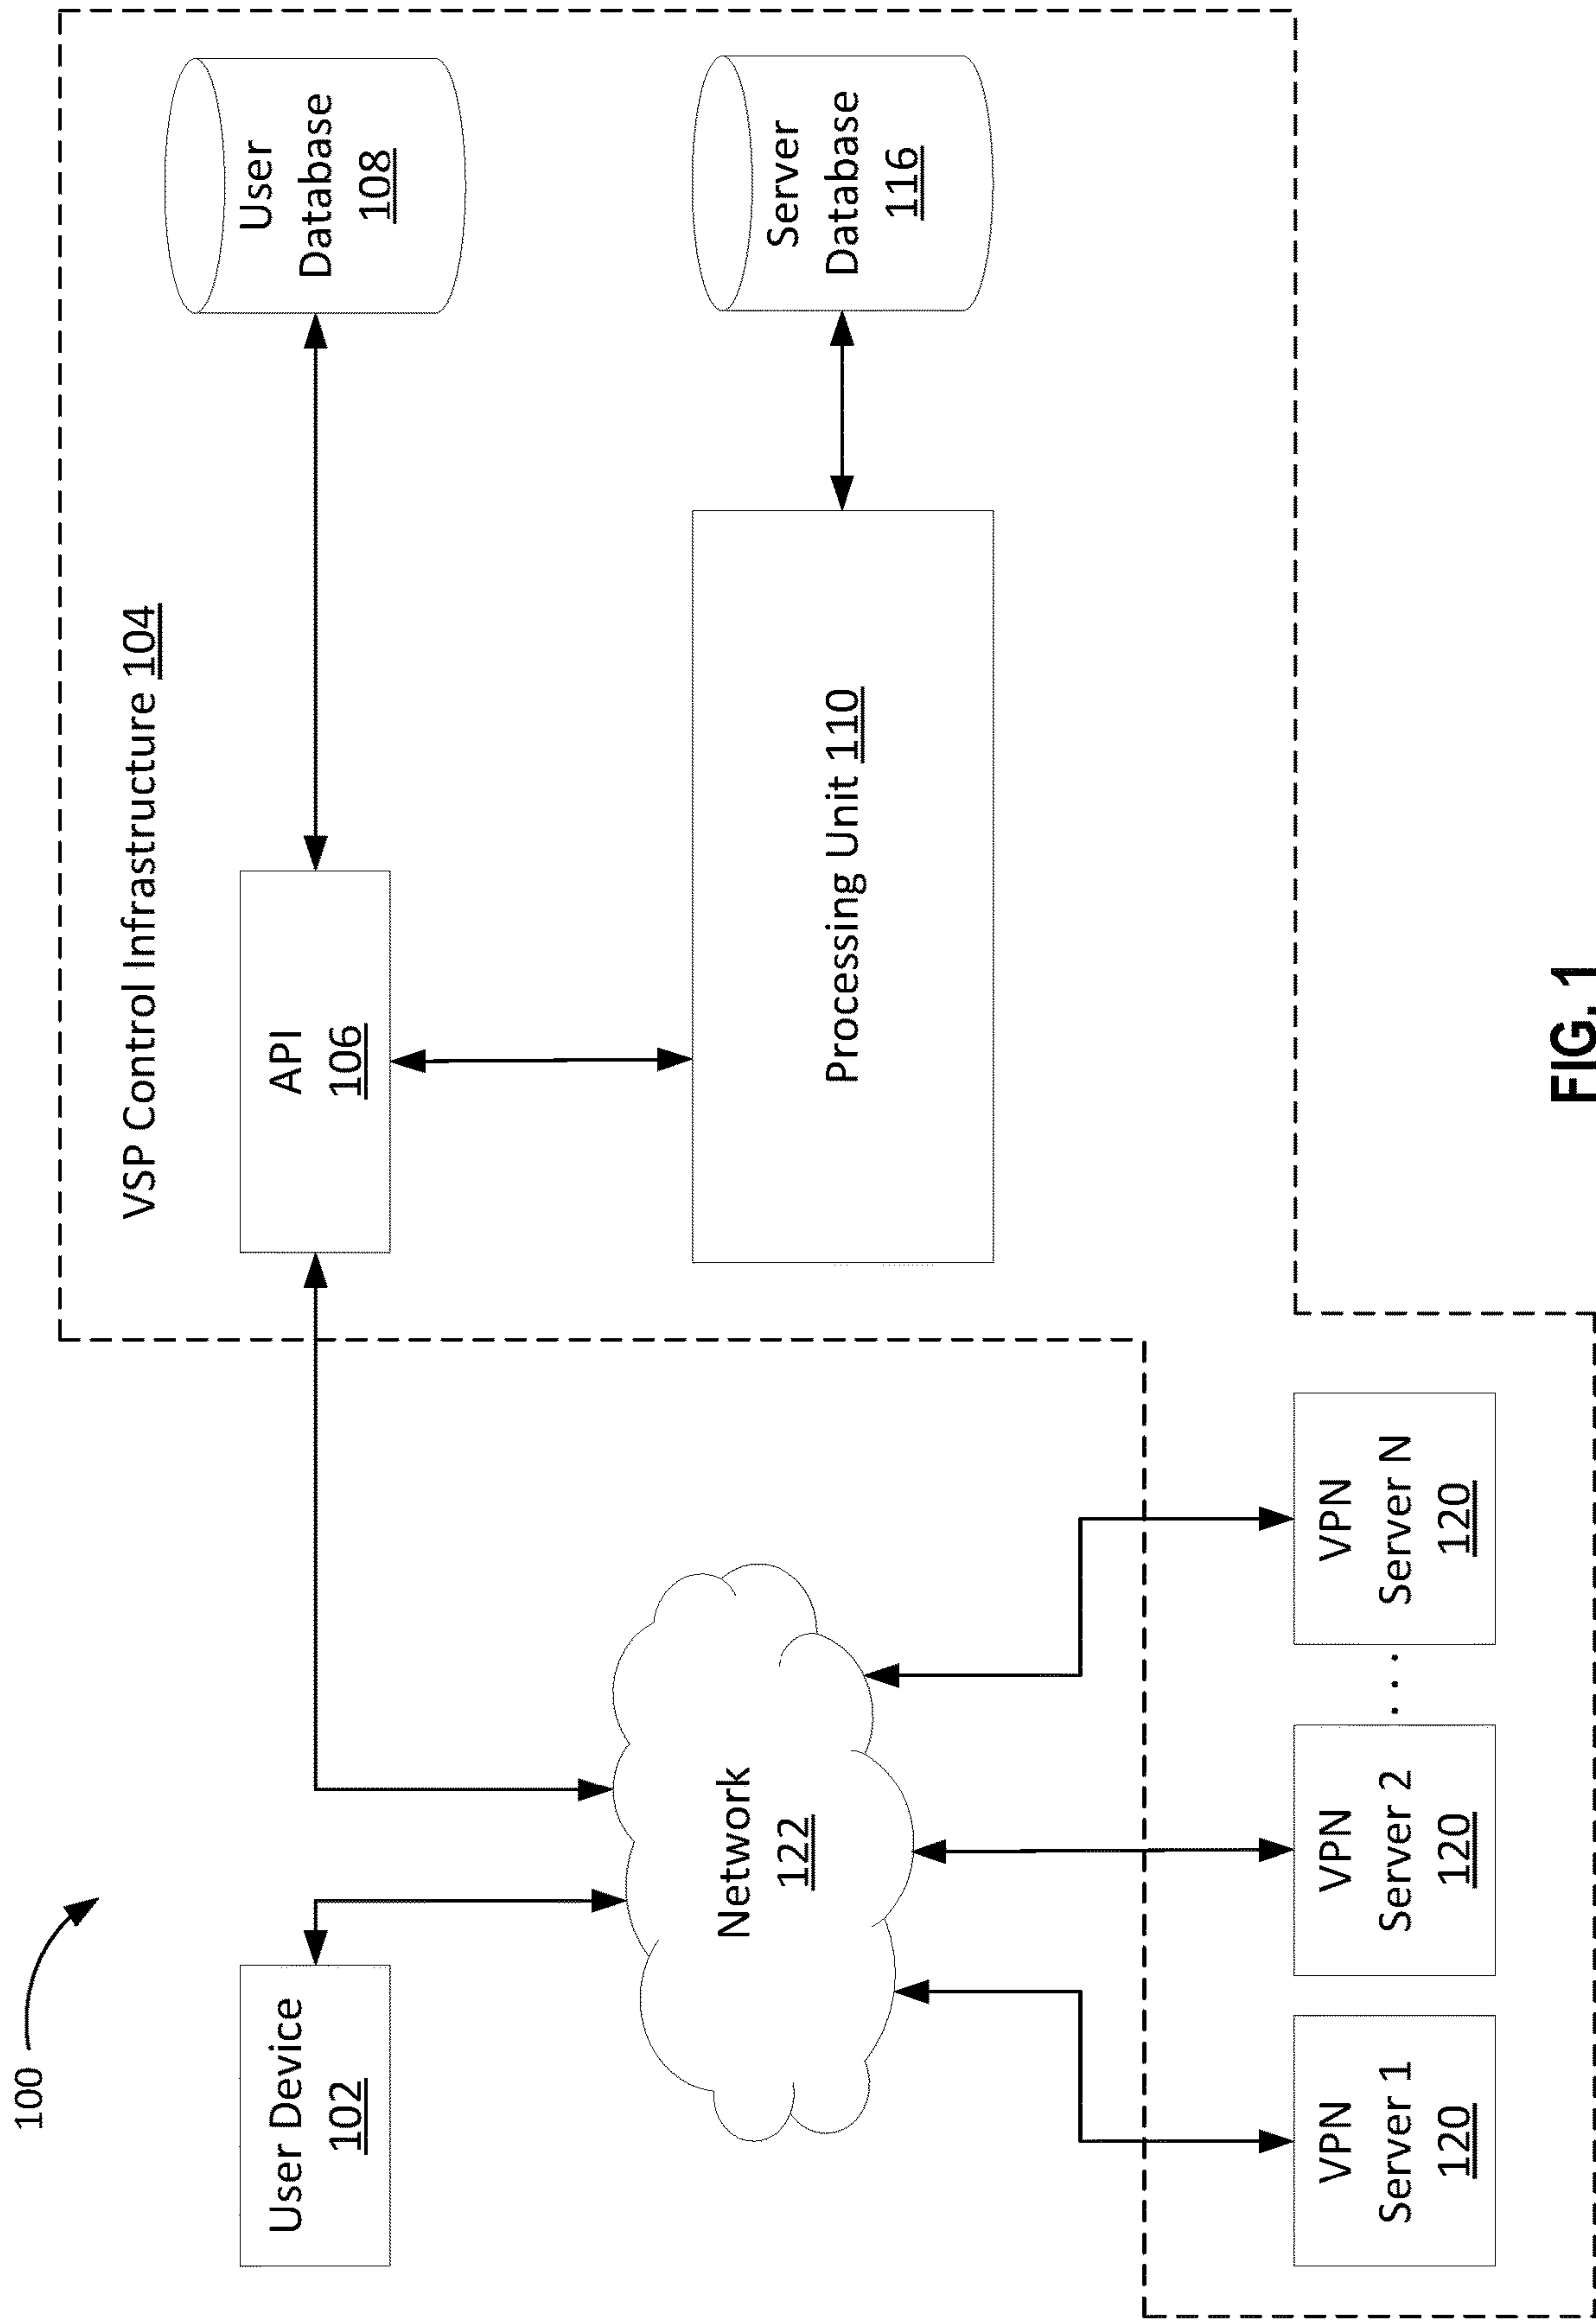 100
VSP Control Infrastructure 104
User Device
102
API
106
User
Database
108
Network
122
Processing Unit 110
Server
Database
116
VPN
Server 1
120
VPN
Server 2
120
. . .
VPN
Server N
120
FIG. 1